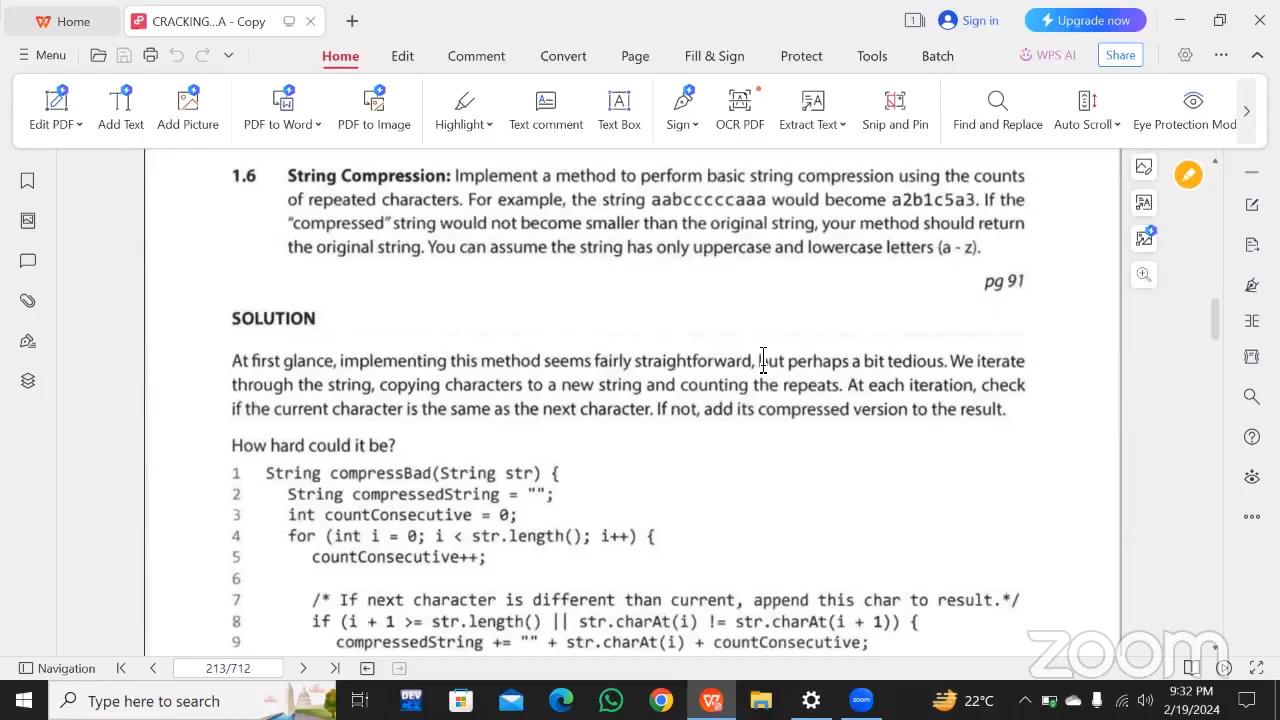 Home
CRACKING...A - Copy
1
Sign in
Upgrade now
Menu
Home
Edit
Comment
Convert
Page
Fill & Sign
Protect
Tools
Batch
WPS AI
Share
Edit PDF
Add Text
Add Picture
PDF to Word
PDF to Image
Highlight
Text comment
Text Box
Sign
OCR PDF
Extract Text
Snip and Pin
Find and Replace
Auto Scroll
Eye Protection Mod
1.6 String Compression: Implement a method to perform basic string compression using the counts
of repeated characters. For example, the string aabcccccaaa would become a2b1c5a3. If the
"compressed" string would not become smaller than the original string, your method should return
the original string. You can assume the string has only uppercase and lowercase letters (a - z).
pg 91
SOLUTION
At first glance, implementing this method seems fairly straightforward, but perhaps a bit tedious. We iterate
through the string, copying characters to a new string and counting the repeats. At each iteration, check
if the current character is the same as the next character. If not, add its compressed version to the result.
How hard could it be?
1 String compressBad(String str) {
2 String compressedString = "";
3 int countConsecutive = 0;
4 for (int i = 0; i < str.length(); i++) {
5 countConsecutive++;
6
7 /* If next character is different than current, append this char to result.*/
8 if (i + 1 >= str.length() || str.charAt(i) != str.charAt(i + 1)) {
9 compressedString += "" + str.charAt(i) + countConsecutive;
zoom
Navigation
213/712
Type here to search
DEV
zoom
22°C
9:32 PM
2/19/2024